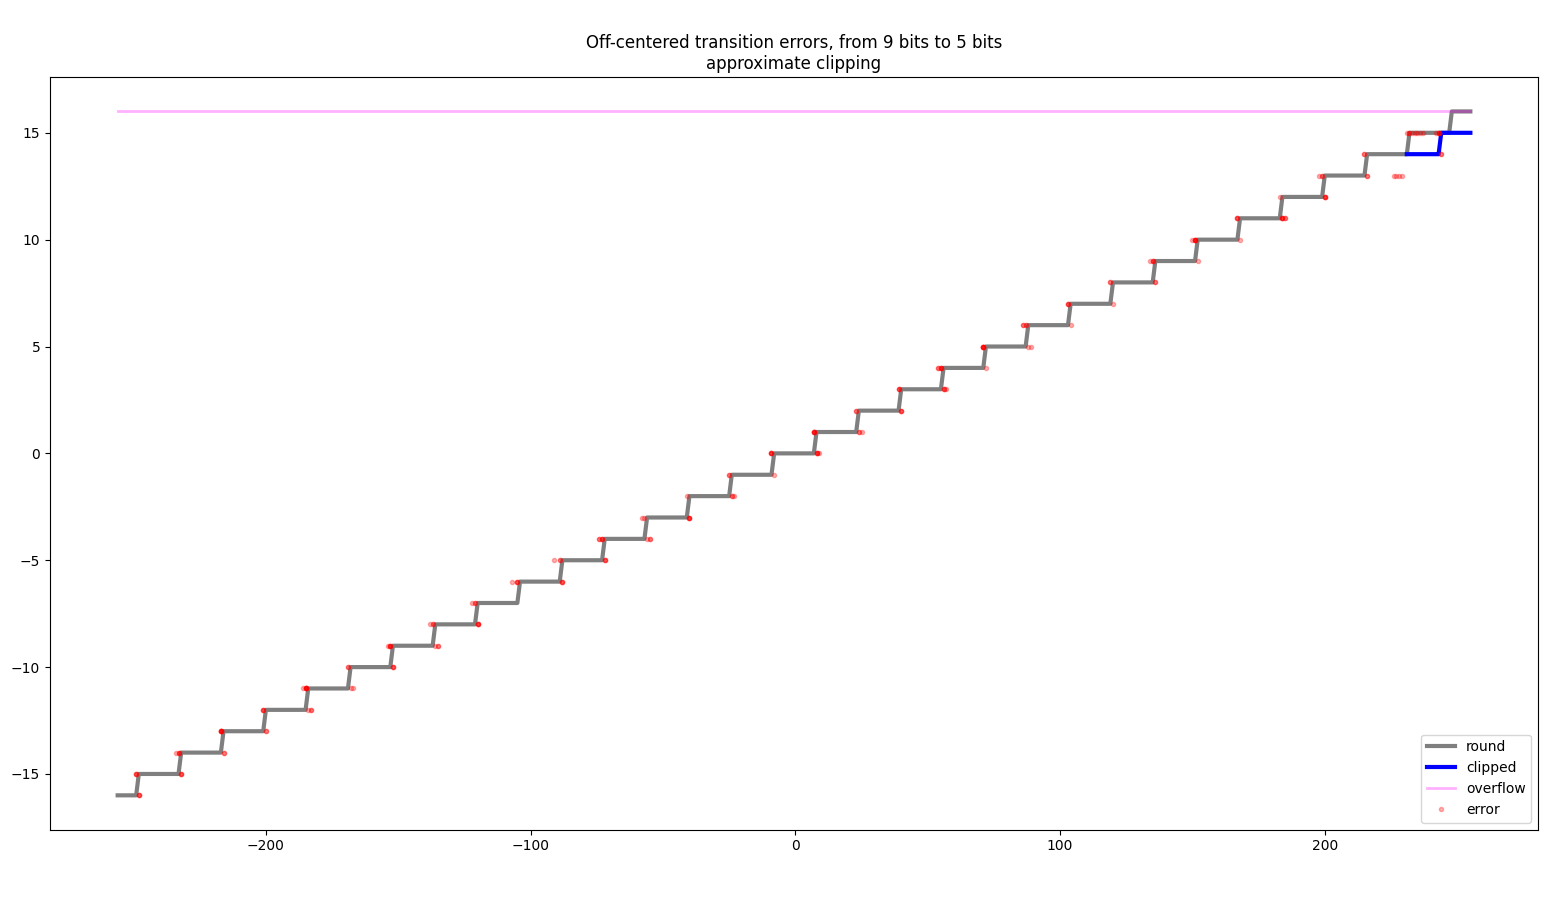 Off-centered transition errors, from 9 bits to 5 bits
approximate clipping
15
10
5
0
−5
−10
−15
−200
−100
0
100
200
round
clipped
overflow
error